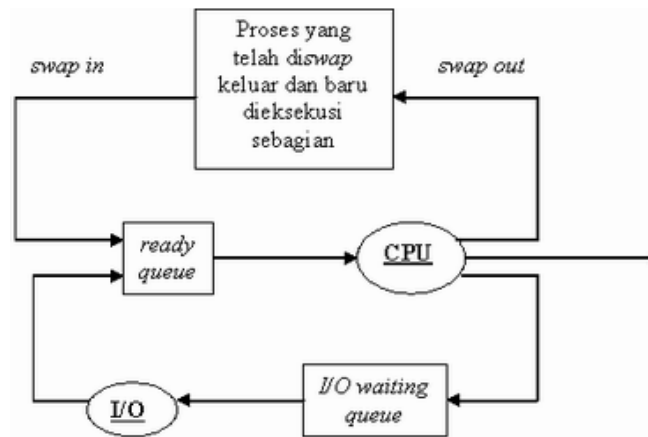 Proses yang
telah diswap
keluar dan baru
dieksekusi
sebagian
swap in
swap out
ready
queue
CPU
I/O
I/O waiting
queue